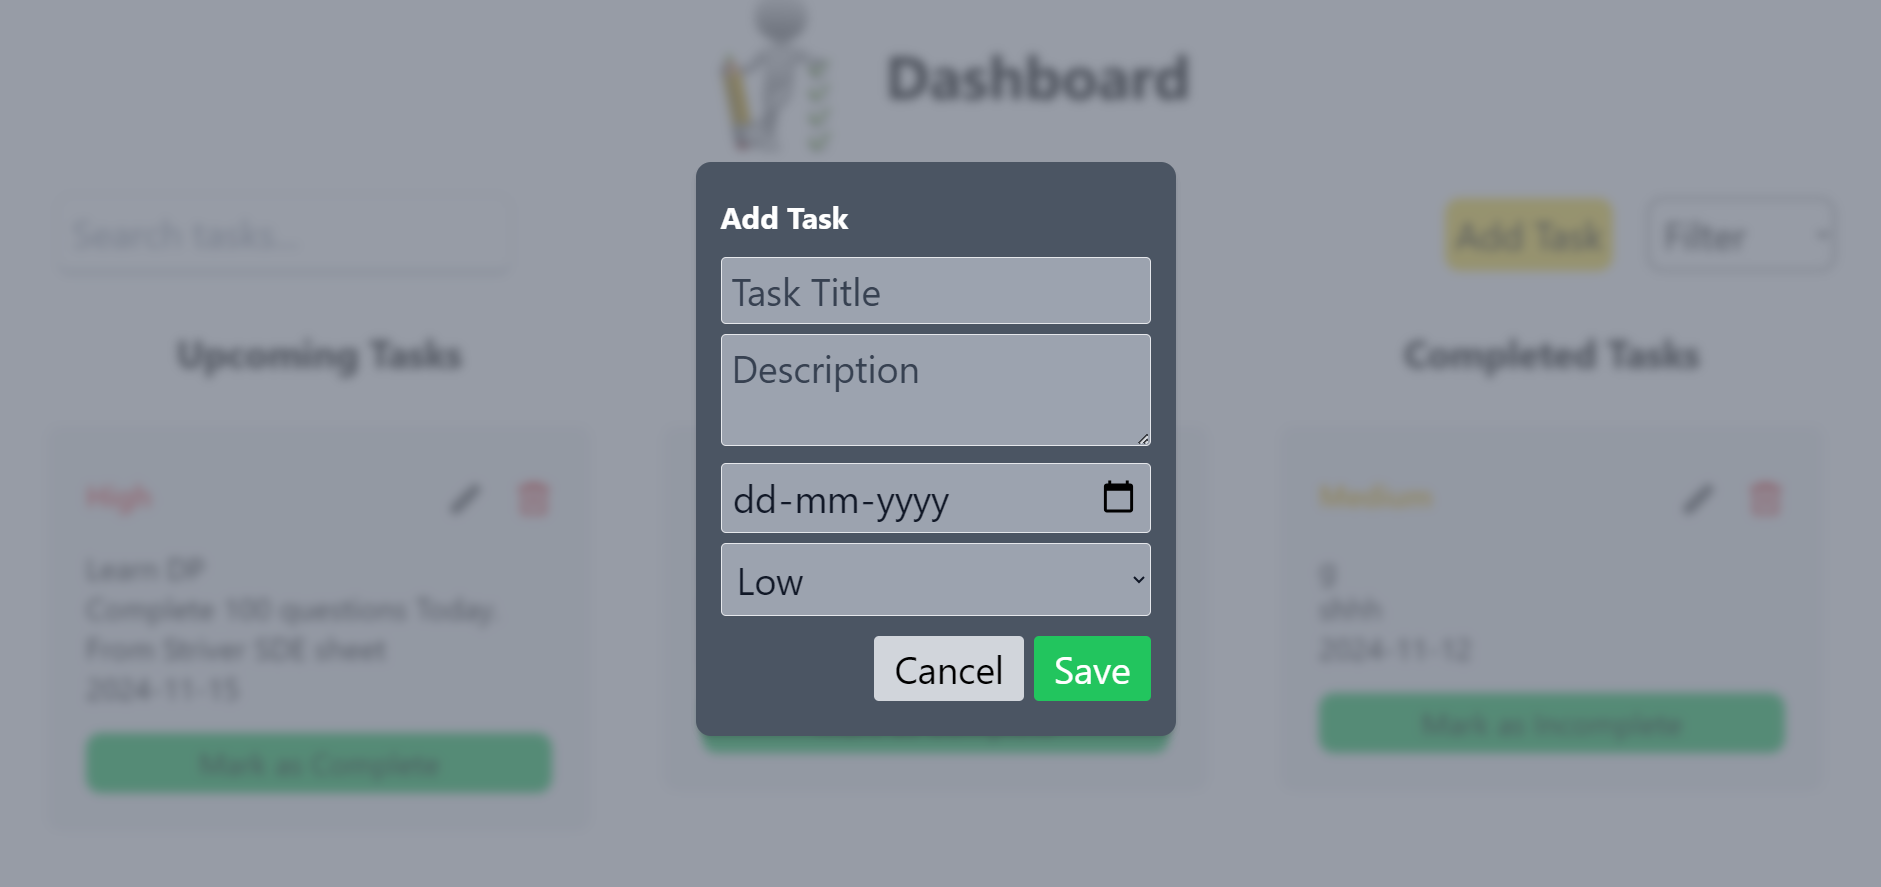 Dashboard
Search tasks...
Add Task
Filter
Upcoming Tasks
Completed Tasks
High
Learn DP
Complete 100 questions Today
From Striver SDE sheet
2024-11-15
Mark as Complete
Add Task
Task Title
Description
dd-mm-yyyy
Low
Cancel
Save
Medium
g
2024-11-12
Mark as Incomplete